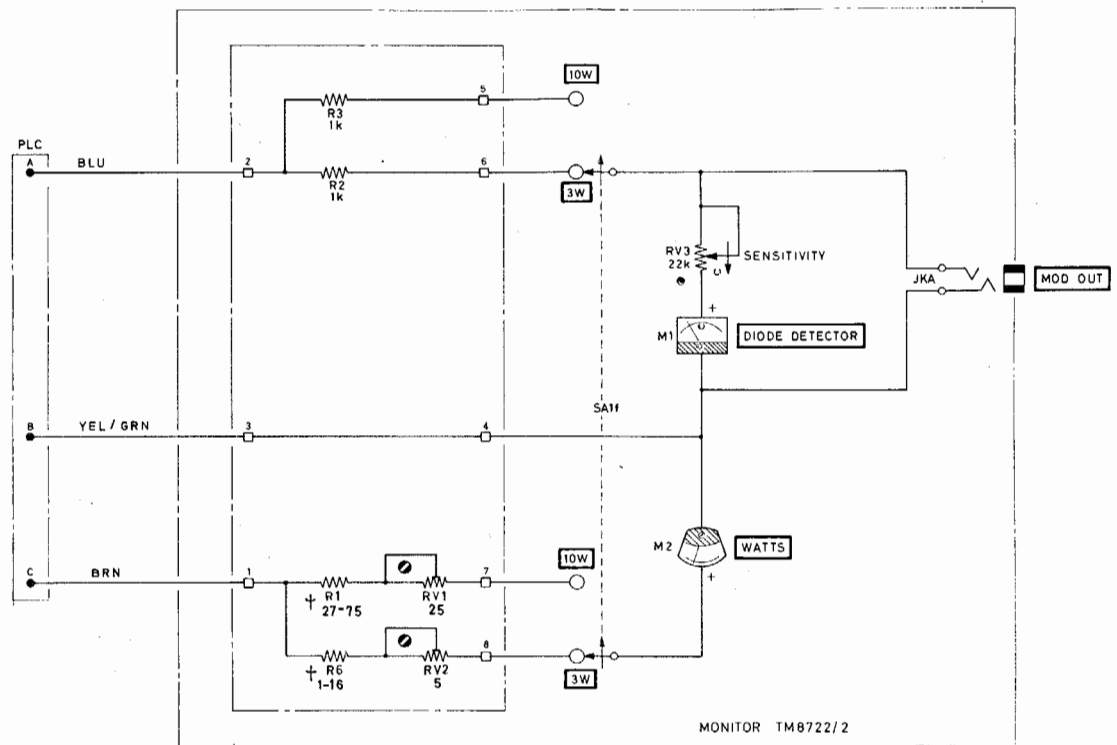 10W
5
R3
1k
PLC
A
BLU
2
6
R2
1k
3W
RV3
22k
SENSITIVITY
JKA
MOD OUT
+
M1
DIODE DETECTOR
SA1f
B
YEL/GRN
3
4
M2
WATTS
+
10W
C
BRN
1
7
R1
† 27-75
RV1
25
8
R6
† 1-16
RV2
5
3W
MONITOR TM8722/2